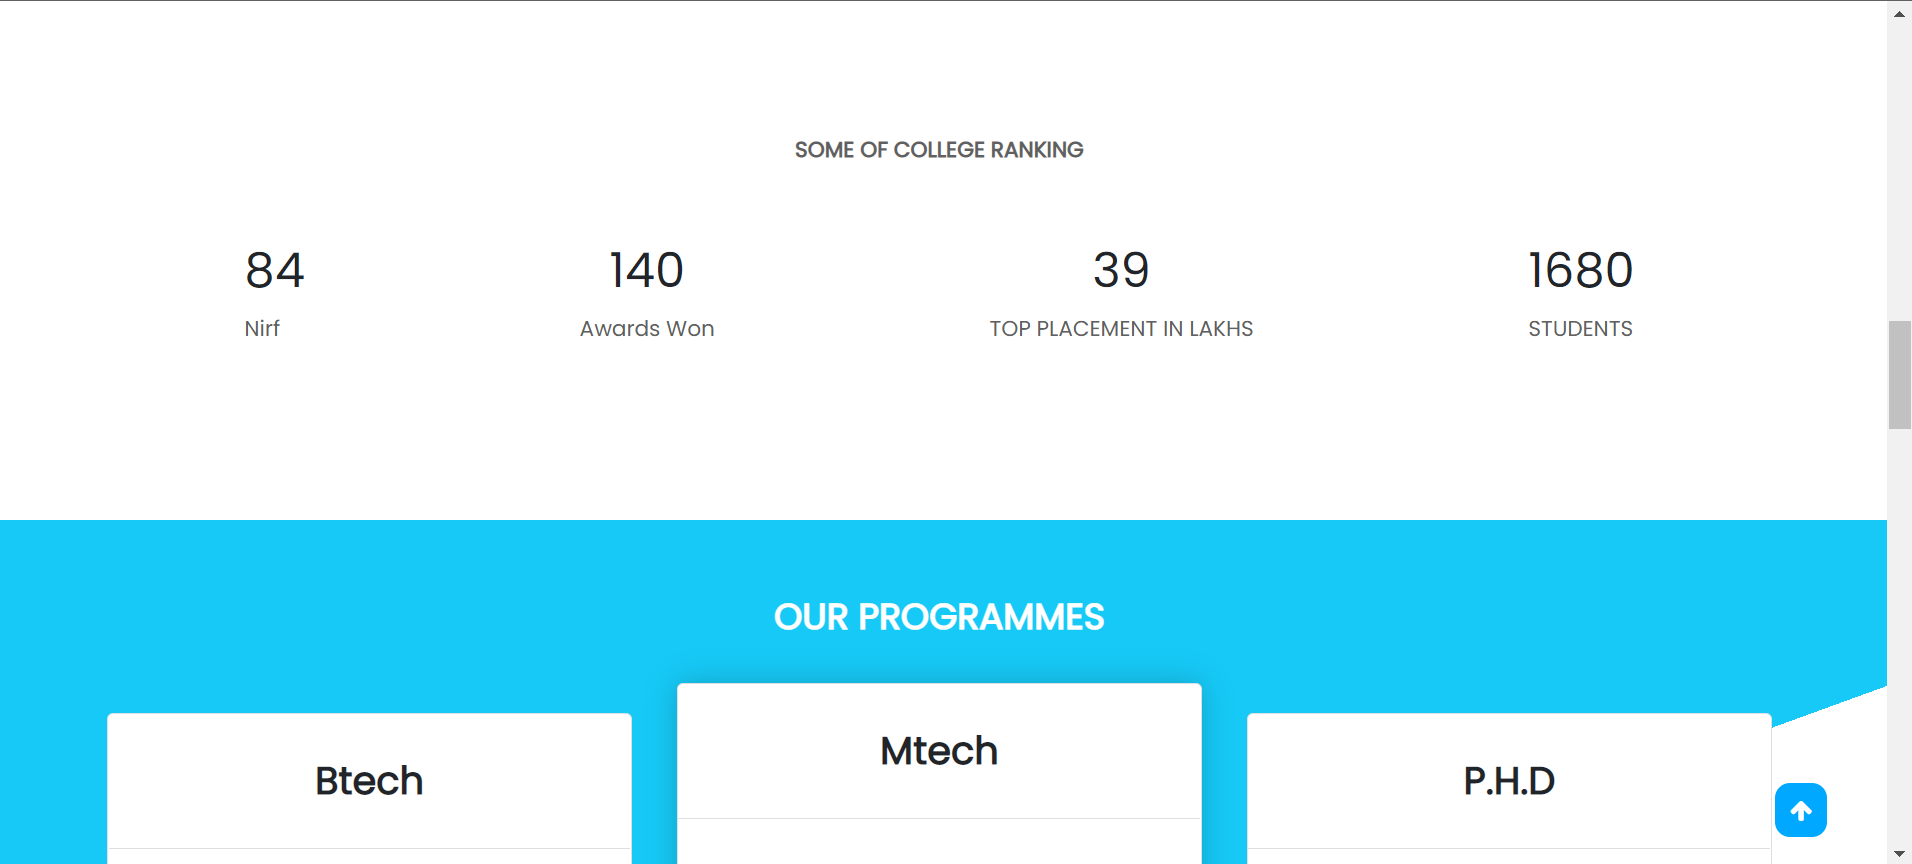 SOME OF COLLEGE RANKING
84
Nirf
140
Awards Won
39
TOP PLACEMENT IN LAKHS
1680
STUDENTS
OUR PROGRAMMES
Btech
Mtech
P.H.D